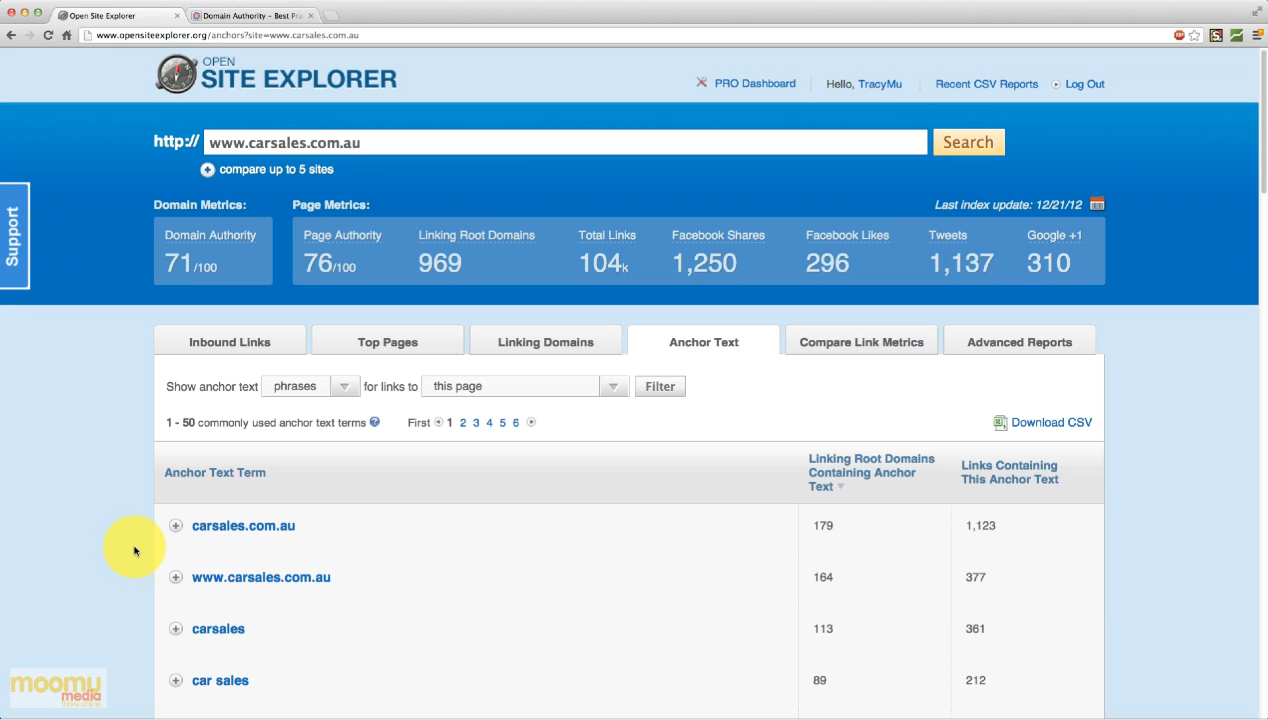 Open Site Explorer
Domain Authority – Best Pra
www.opensiteexplorer.org/anchors?site=www.carsales.com.au
OPEN
SITE EXPLORER
PRO Dashboard
Hello, TracyMu
Recent CSV Reports
Log Out
http://
www.carsales.com.au
Search
compare up to 5 sites
Support
Domain Metrics:
Page Metrics:
Last index update: 12/21/12
Domain Authority
Page Authority
Linking Root Domains
Total Links
Facebook Shares
Facebook Likes
Tweets
Google +1
71/100
76/100
969
104k
1,250
296
1,137
310
Inbound Links
Top Pages
Linking Domains
Anchor Text
Compare Link Metrics
Advanced Reports
Show anchor text
phrases
for links to
this page
Filter
1 - 50 commonly used anchor text terms
First 1 2 3 4 5 6
Download CSV
Anchor Text Term
Linking Root Domains
Containing Anchor
Text
Links Containing
This Anchor Text
carsales.com.au
179
1,123
www.carsales.com.au
164
377
carsales
113
361
car sales
89
212
moomu
media